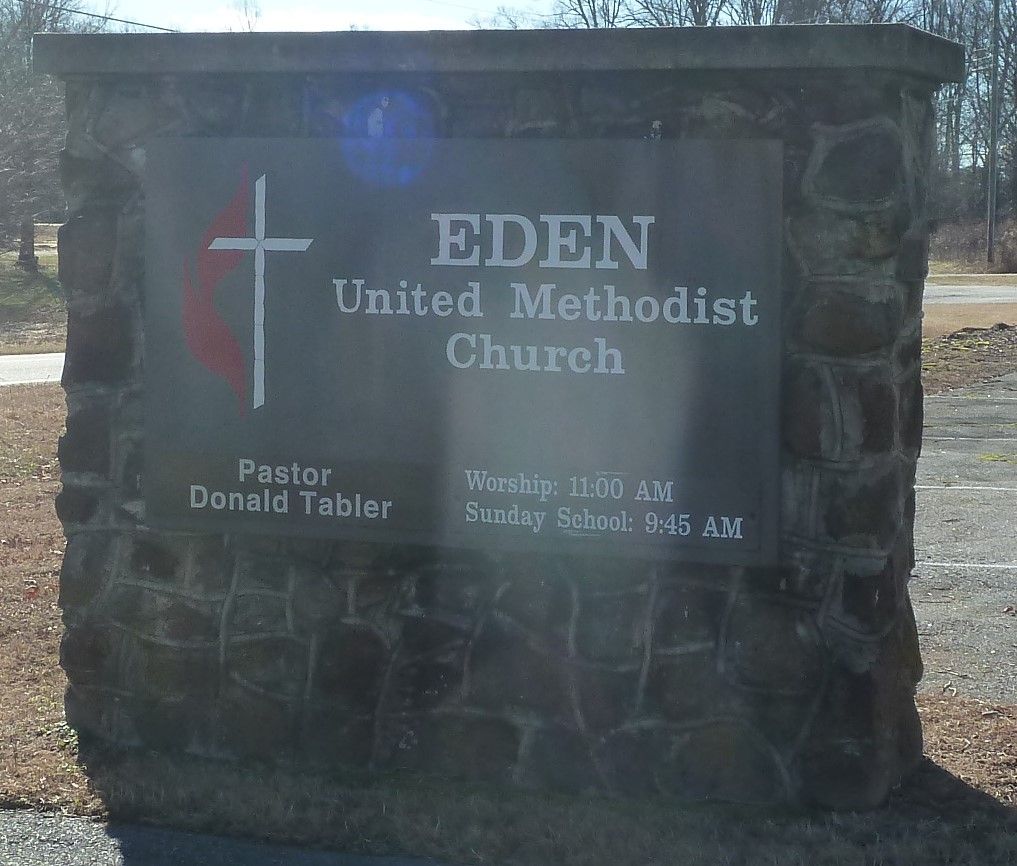 EDEN
United Methodist
Church
Pastor
Donald Tabler
Worship: 11:00 AM
Sunday School: 9:45 AM